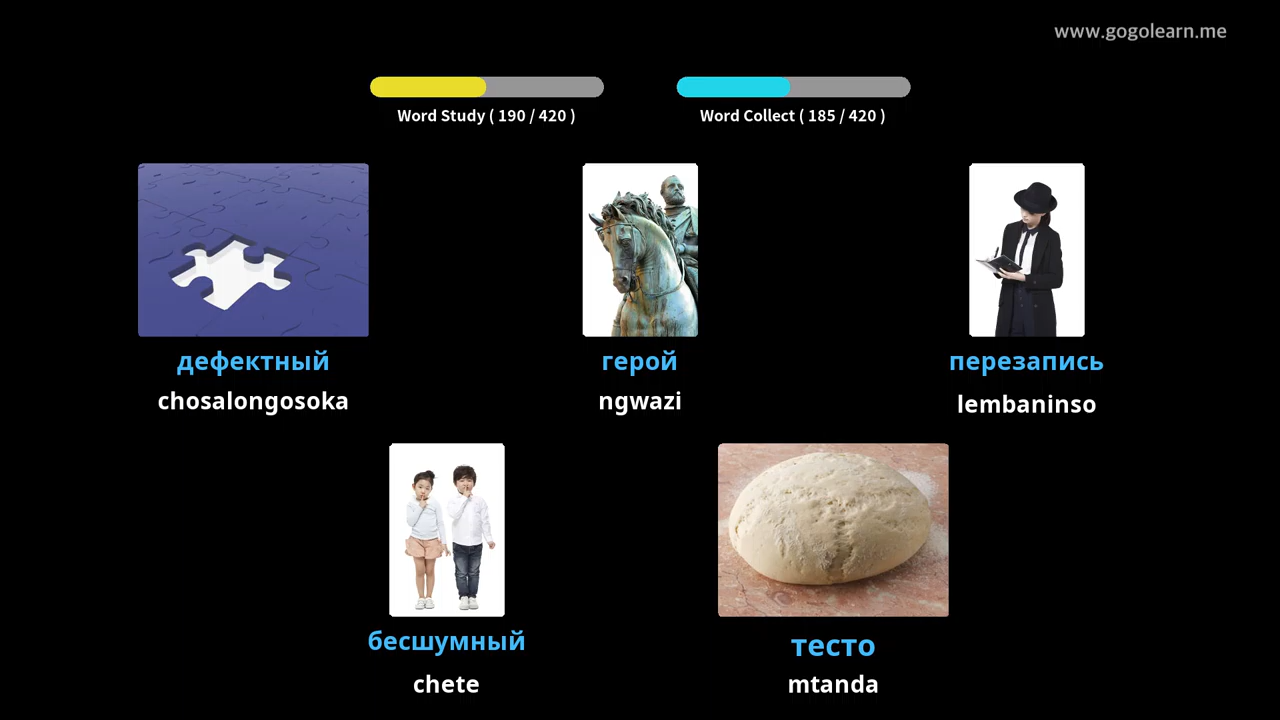 www.gogolearn.me
Word Study ( 190 / 420 )
Word Collect ( 185 / 420 )
дефектный
chosalongosoka
герой
ngwazi
перезапись
lembaninso
бесшумный
chete
тесто
mtanda